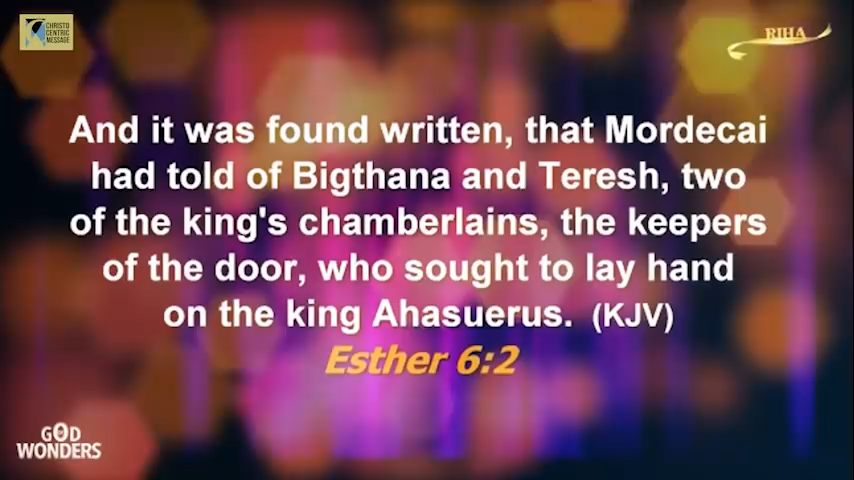 CHRISTO
CENTRIC
MESSAGE
RIHA
And it was found written, that Mordecai
had told of Bigthana and Teresh, two
of the king's chamberlains, the keepers
of the door, who sought to lay hand
on the king Ahasuerus. (KJV)
Esther 6:2
GOD
WONDERS